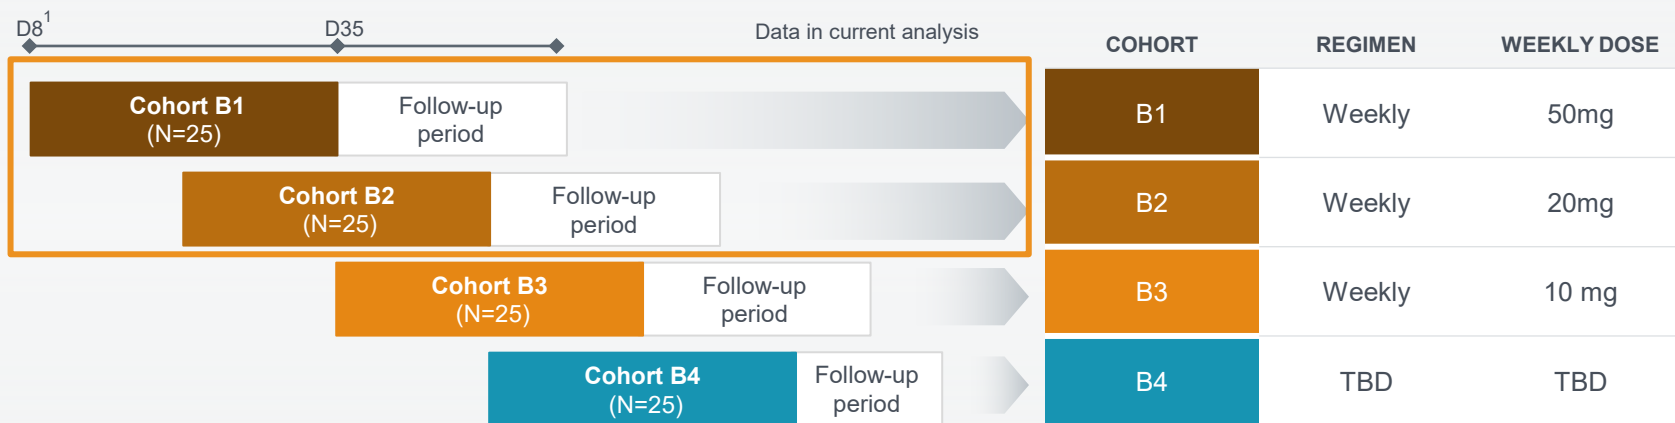 D8¹
D35
Data in current analysis
Cohort B1
(N=25)
Follow-up
period
Cohort B2
(N=25)
Follow-up
period
Cohort B3
(N=25)
Follow-up
period
Cohort B4
(N=25)
Follow-up
period
COHORT REGIMEN WEEKLY DOSE
B1 Weekly 50mg
B2 Weekly 20mg
B3 Weekly 10 mg
B4 TBD TBD